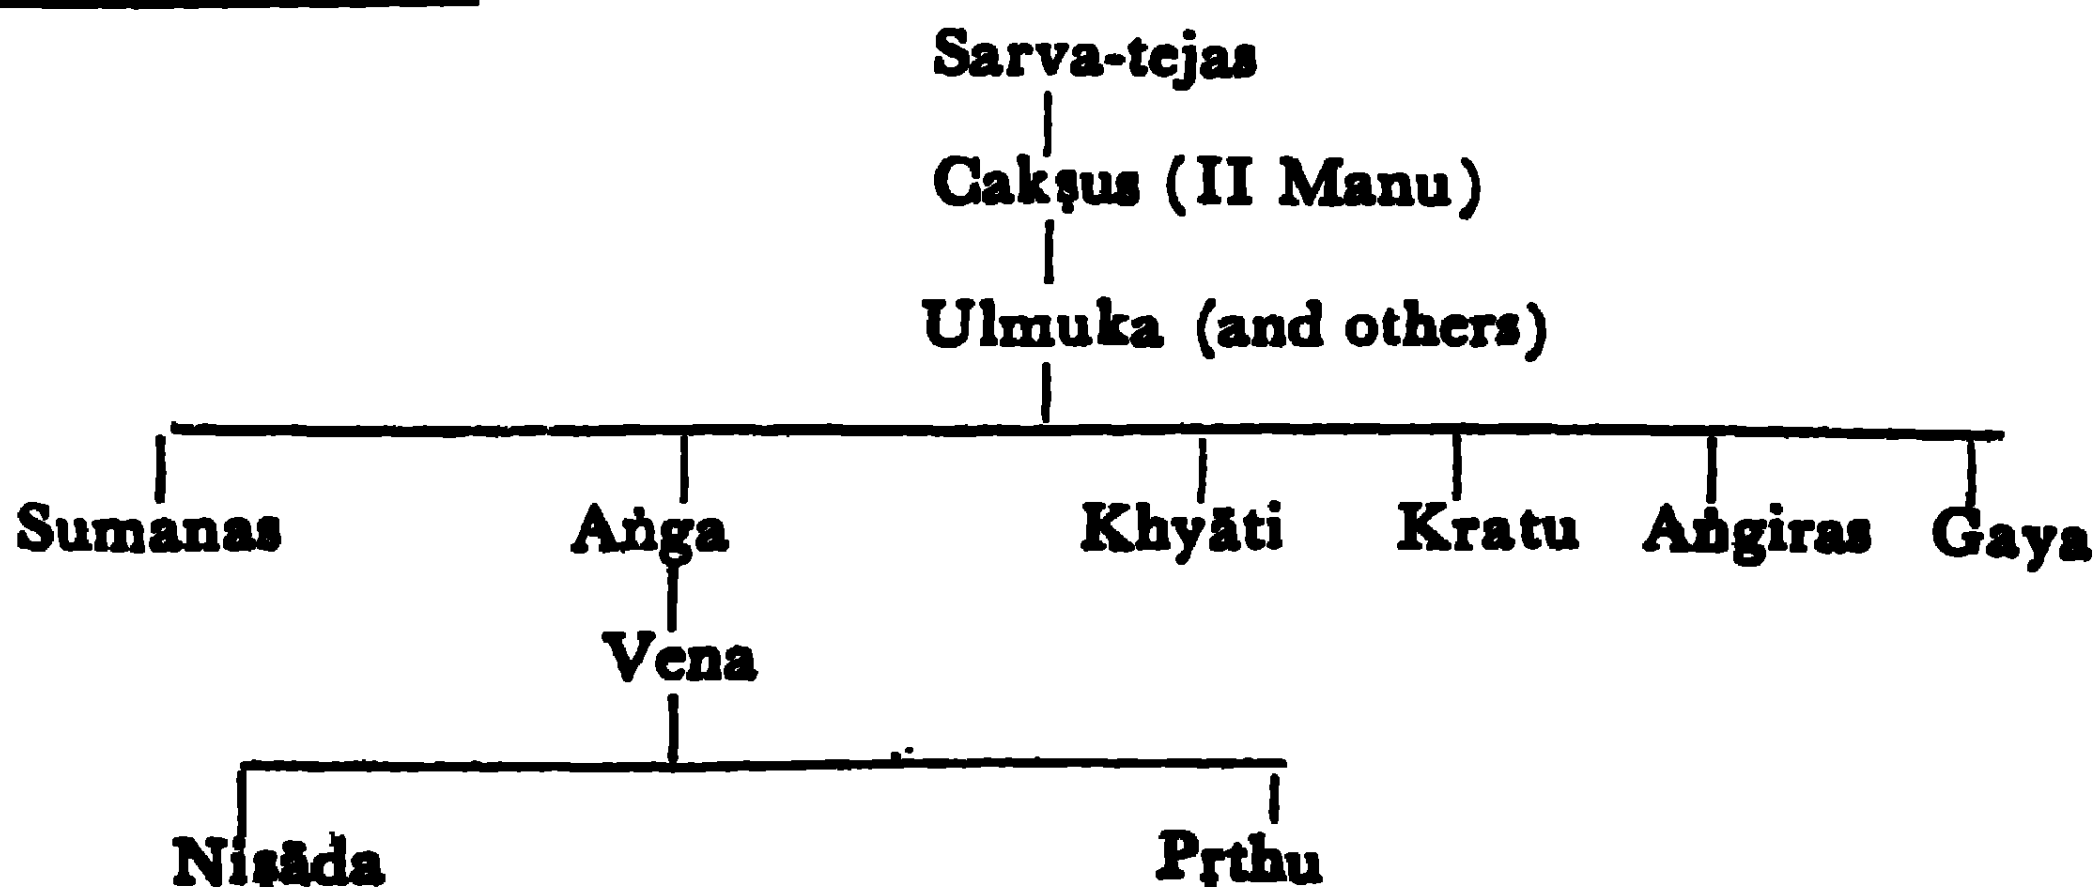 Sarva-tejas
Cakṣus (II Manu)
Ulmuka (and others)
Sumanas Aṅga Khyāti Kratu Aṅgiras Gaya
Vena
Niṣāda Pṛthu